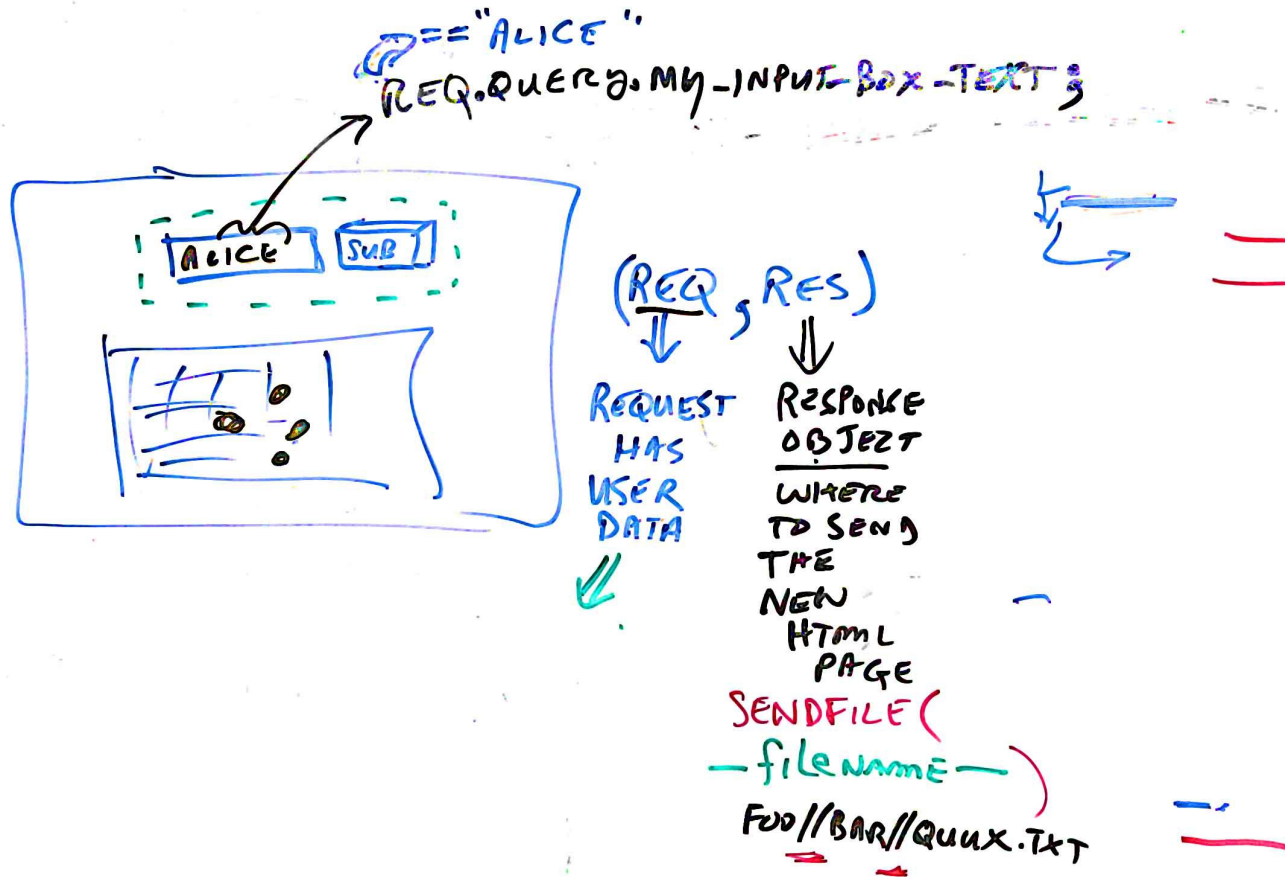 =="ALICE"
REQ.QUERY.MY_INPUT_BOX_TEXT;
ALICE
SUB
(REQ, RES)
REQUEST
HAS
USER
DATA
RESPONSE
OBJECT
WHERE
TO SEND
THE
NEW
HTML
PAGE
SENDFILE(
—filename— )
FOO//BAR//QUUX.TXT